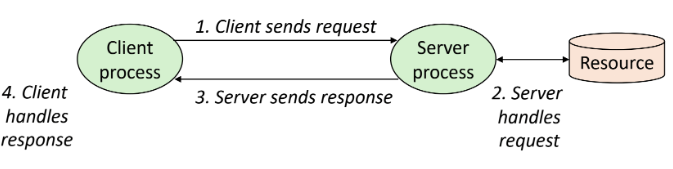 1. Client sends request
Client
process
Server
process
Resource
3. Server sends response
4. Client
handles
response
2. Server
handles
request